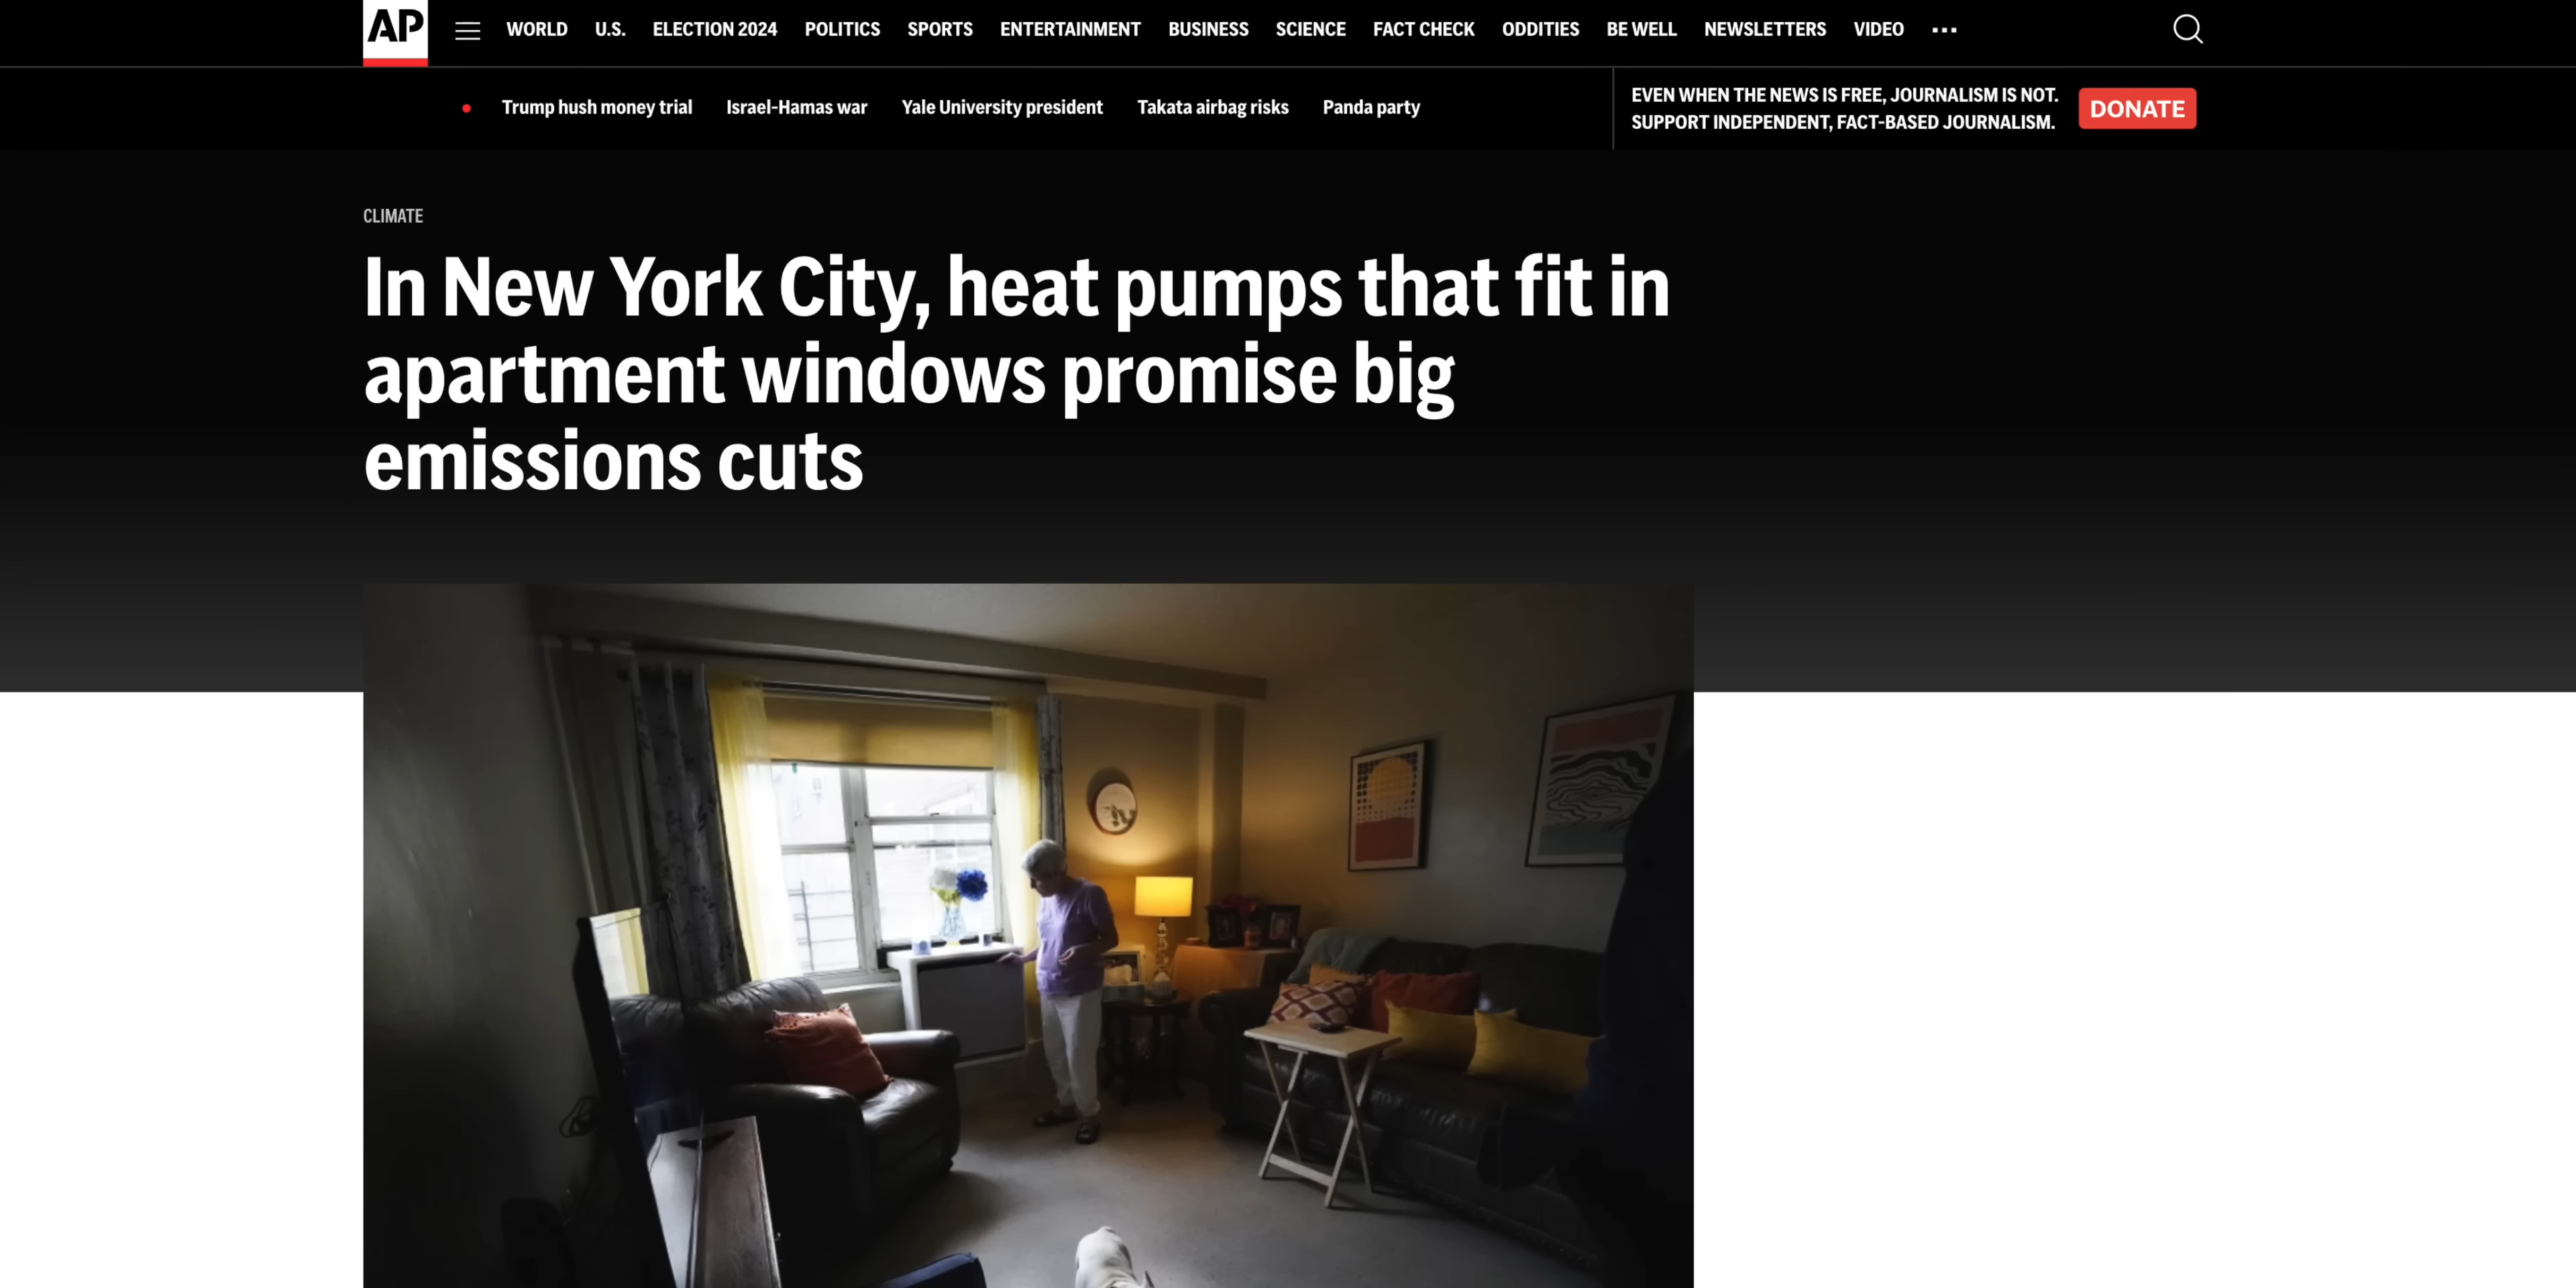 AP
WORLD U.S. ELECTION 2024 POLITICS SPORTS ENTERTAINMENT BUSINESS SCIENCE FACT CHECK ODDITIES BE WELL NEWSLETTERS VIDEO
Trump hush money trial Israel-Hamas war Yale University president Takata airbag risks Panda party
EVEN WHEN THE NEWS IS FREE, JOURNALISM IS NOT.
SUPPORT INDEPENDENT, FACT-BASED JOURNALISM.
DONATE
CLIMATE
In New York City, heat pumps that fit in
apartment windows promise big
emissions cuts